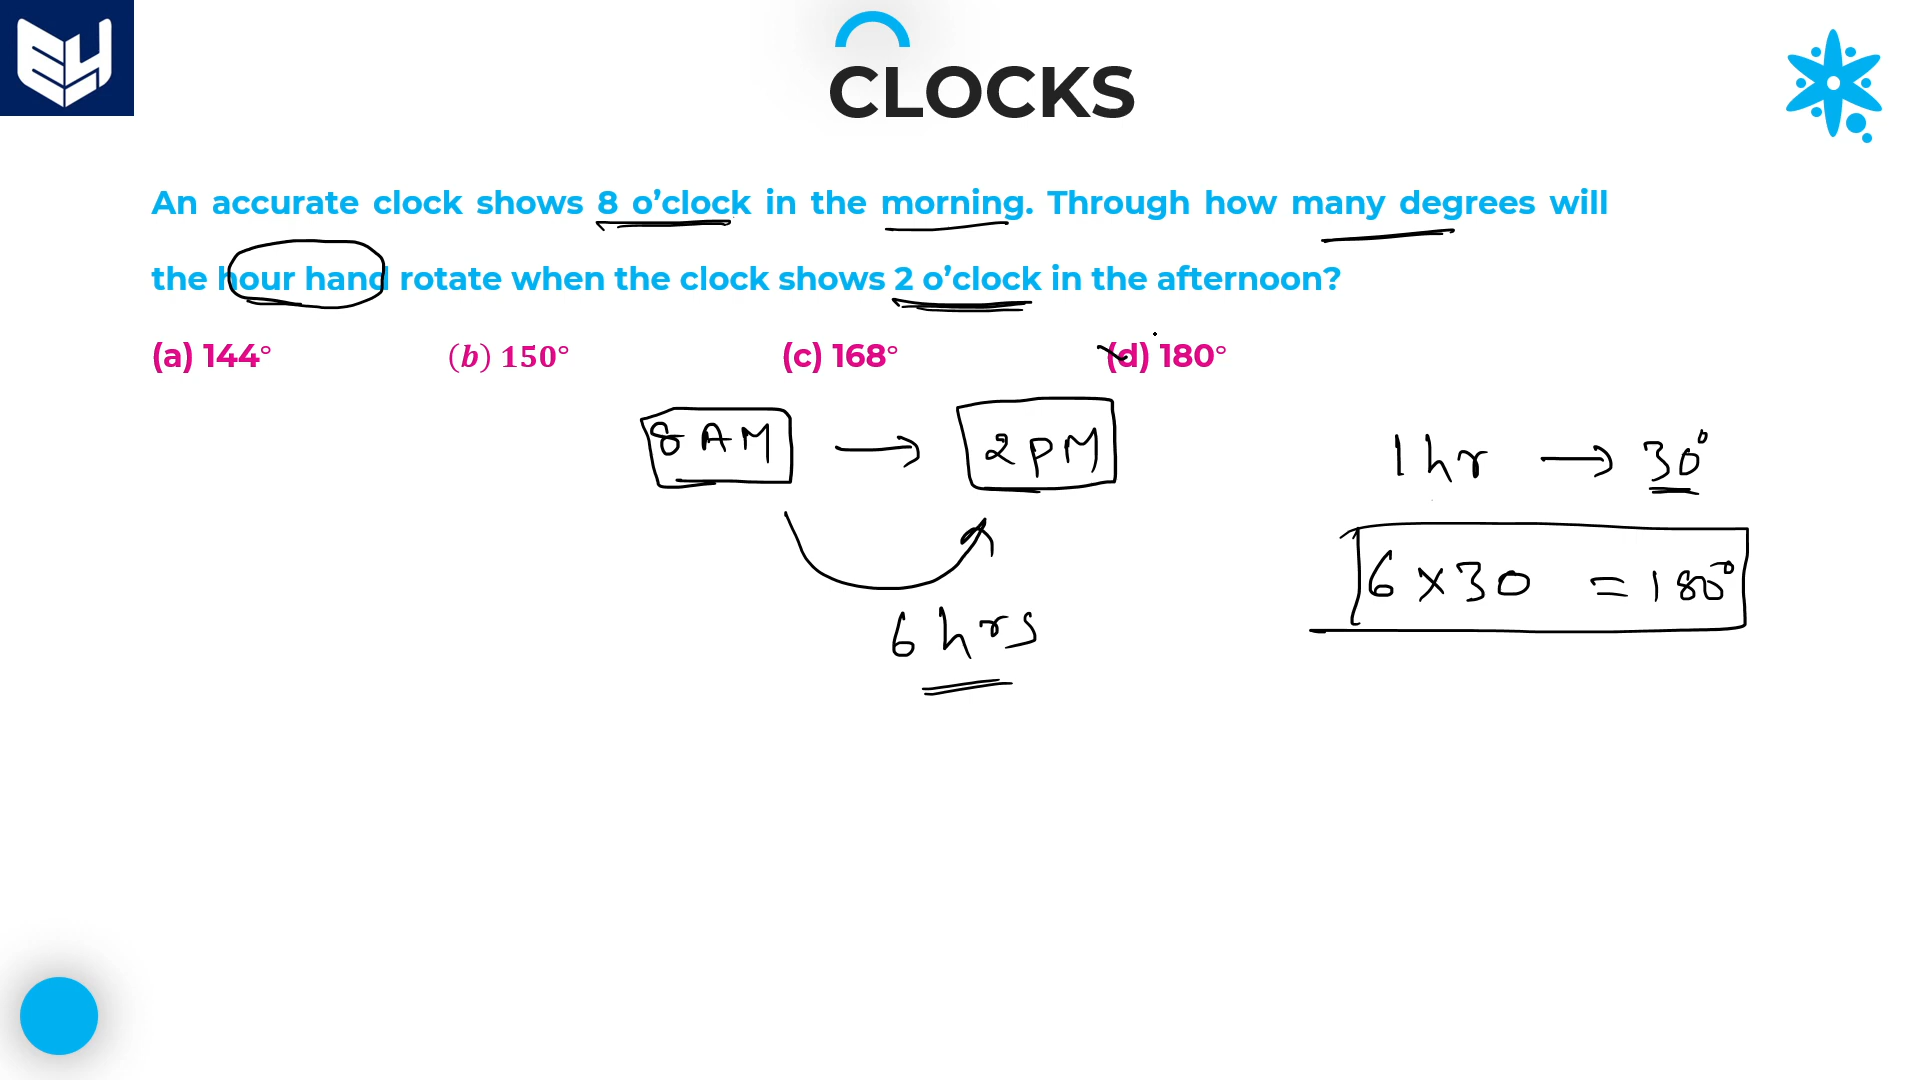 CLOCKS
An accurate clock shows 8 o’clock in the morning. Through how many degrees will
the hour hand rotate when the clock shows 2 o’clock in the afternoon?
(a) 144° (b) 150° (c) 168° (d) 180°
8 AM → 2 PM
1 hr → 30°
6 × 30 = 180°
6 hrs